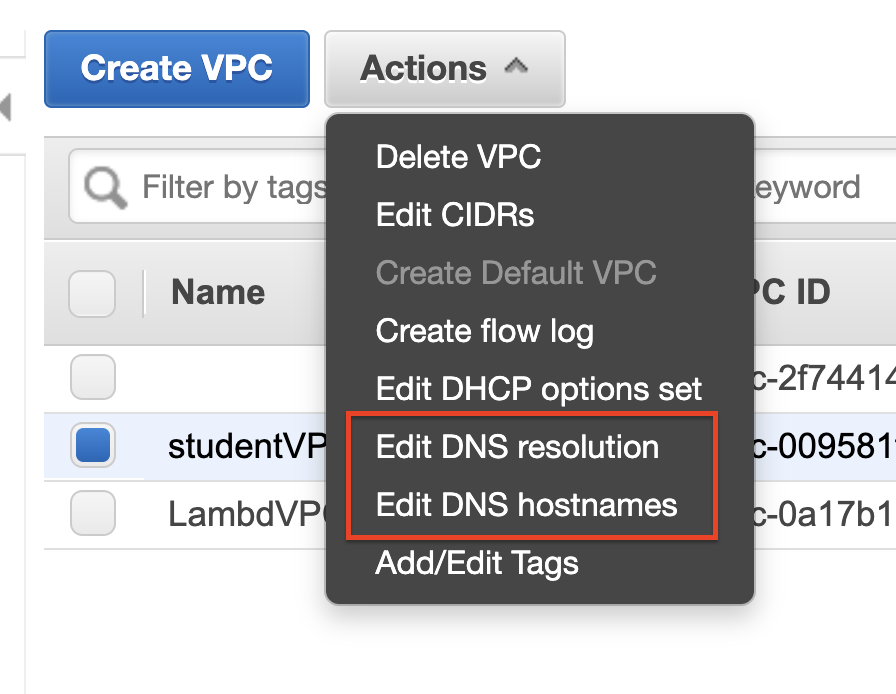 Create VPC Actions
Delete VPC
Filter by tags eyword
Edit CIDRs
Create Default VPC
Name PC ID
Create flow log
c-2f74414
Edit DHCP options set
studentVP Edit DNS resolution c-009581
LambdVP Edit DNS hostnames c-0a17b1
Add/Edit Tags